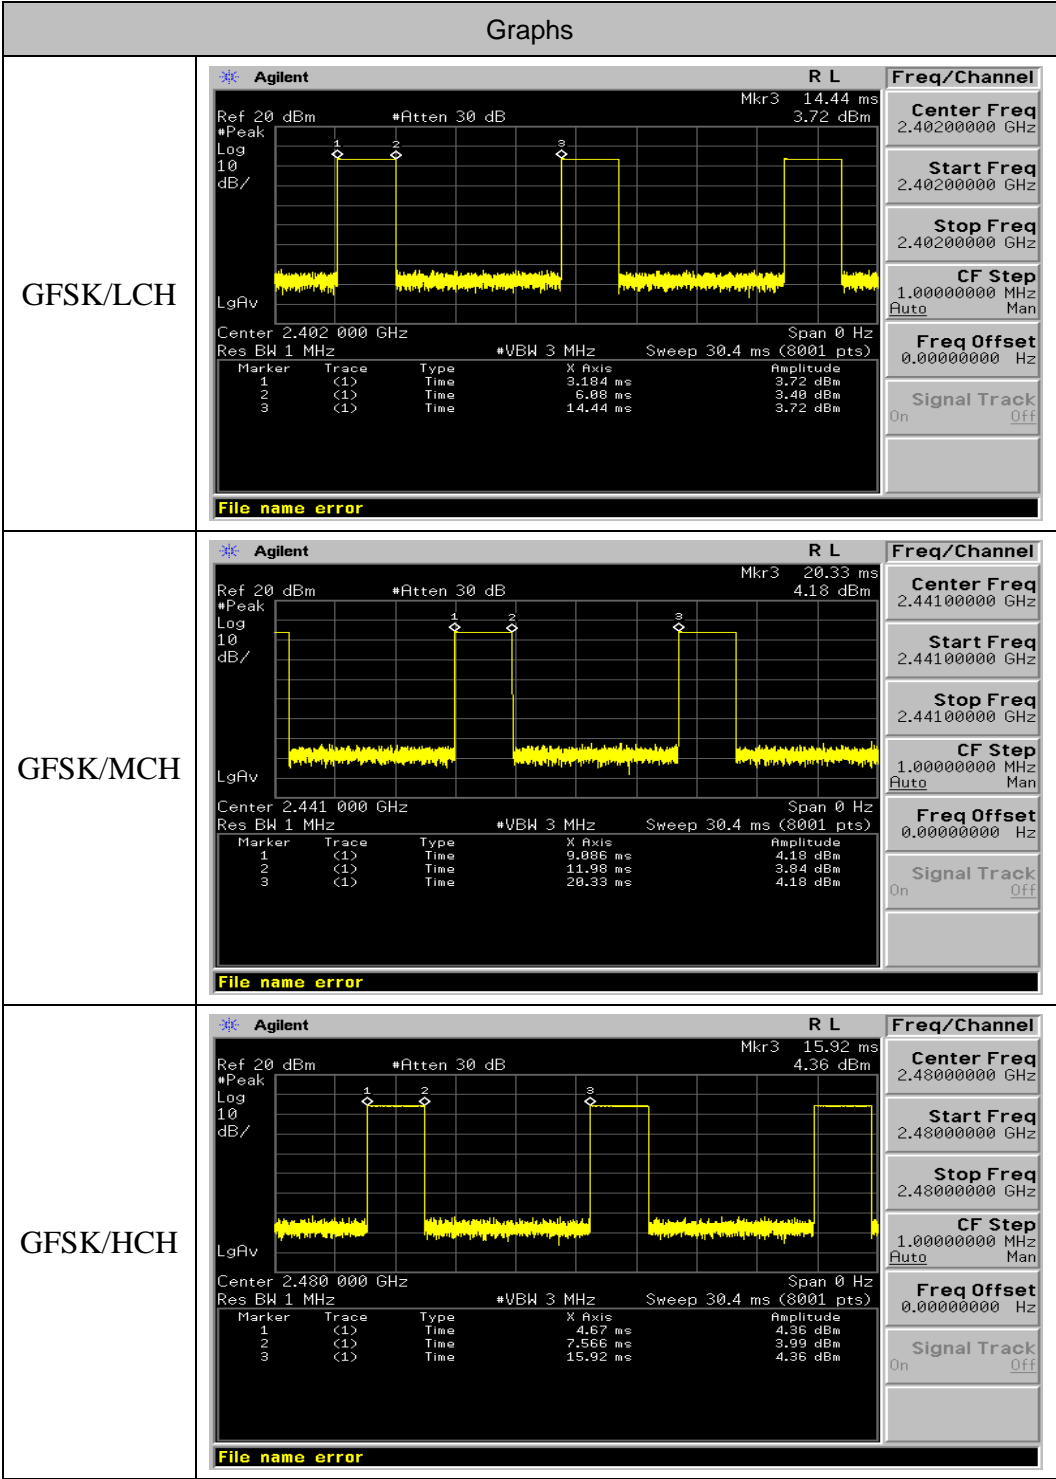 Graphs
GFSK/LCH
Agilent R L Freq/Channel
Mkr3 14.44 ms
Ref 20 dBm #Atten 30 dB 3.72 dBm
#Peak
Log
10
dB/
1 2 3
LgAv
Center 2.402 000 GHz Span 0 Hz
Res BW 1 MHz #VBW 3 MHz Sweep 30.4 ms (8001 pts)
Marker Trace Type X Axis Amplitude
1 (1) Time 3.184 ms 3.72 dBm
2 (1) Time 6.08 ms 3.40 dBm
3 (1) Time 14.44 ms 3.72 dBm
File name error
Center Freq
2.40200000 GHz
Start Freq
2.40200000 GHz
Stop Freq
2.40200000 GHz
CF Step
1.00000000 MHz
Auto Man
Freq Offset
0.00000000 Hz
Signal Track
On Off
GFSK/MCH
Agilent R L Freq/Channel
Mkr3 20.33 ms
Ref 20 dBm #Atten 30 dB 4.18 dBm
#Peak
Log
10
dB/
1 2 3
LgAv
Center 2.441 000 GHz Span 0 Hz
Res BW 1 MHz #VBW 3 MHz Sweep 30.4 ms (8001 pts)
Marker Trace Type X Axis Amplitude
1 (1) Time 9.086 ms 4.18 dBm
2 (1) Time 11.98 ms 3.84 dBm
3 (1) Time 20.33 ms 4.18 dBm
File name error
Center Freq
2.44100000 GHz
Start Freq
2.44100000 GHz
Stop Freq
2.44100000 GHz
CF Step
1.00000000 MHz
Auto Man
Freq Offset
0.00000000 Hz
Signal Track
On Off
GFSK/HCH
Agilent R L Freq/Channel
Mkr3 15.92 ms
Ref 20 dBm #Atten 30 dB 4.36 dBm
#Peak
Log
10
dB/
1 2 3
LgAv
Center 2.480 000 GHz Span 0 Hz
Res BW 1 MHz #VBW 3 MHz Sweep 30.4 ms (8001 pts)
Marker Trace Type X Axis Amplitude
1 (1) Time 4.67 ms 4.36 dBm
2 (1) Time 7.566 ms 3.99 dBm
3 (1) Time 15.92 ms 4.36 dBm
File name error
Center Freq
2.48000000 GHz
Start Freq
2.48000000 GHz
Stop Freq
2.48000000 GHz
CF Step
1.00000000 MHz
Auto Man
Freq Offset
0.00000000 Hz
Signal Track
On Off